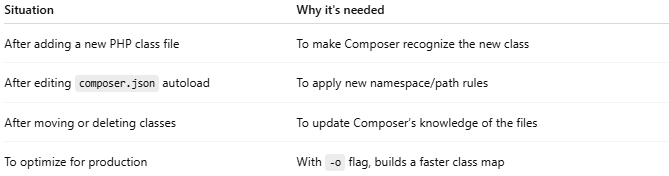 Situation Why it's needed
After adding a new PHP class file To make Composer recognize the new class
After editing composer.json autoload To apply new namespace/path rules
After moving or deleting classes To update Composer's knowledge of the files
To optimize for production With -o flag, builds a faster class map